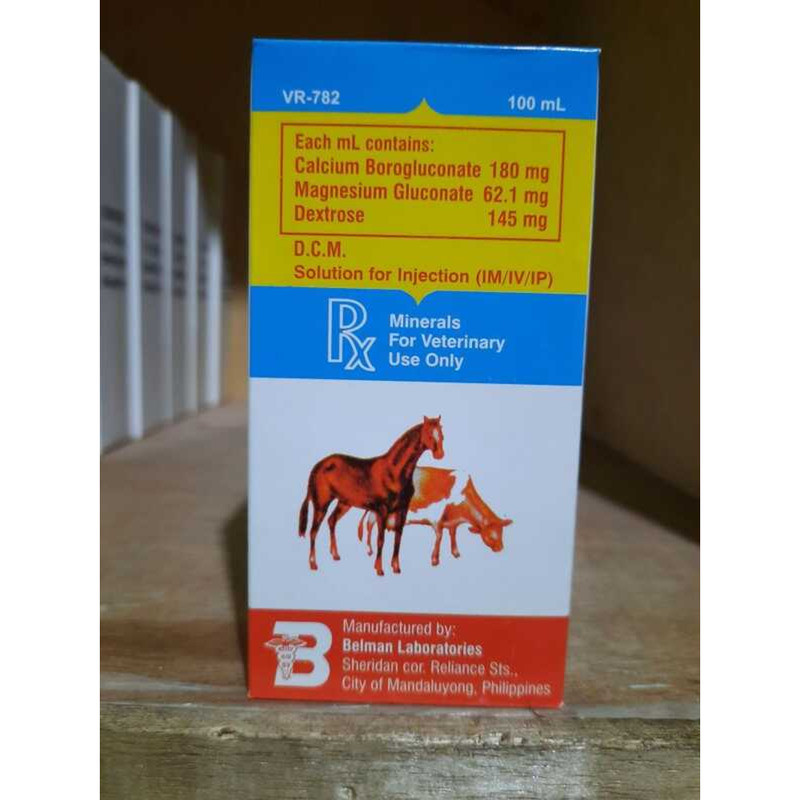 VR-782
100 mL
Each mL contains:
Calcium Borogluconate 180 mg
Magnesium Gluconate 62.1 mg
Dextrose 145 mg
D.C.M.
Solution for Injection (IM/IV/IP)
Rx
Minerals
For Veterinary
Use Only
B
Manufactured by:
Belman Laboratories
Sheridan cor. Reliance Sts.,
City of Mandaluyong, Philippines